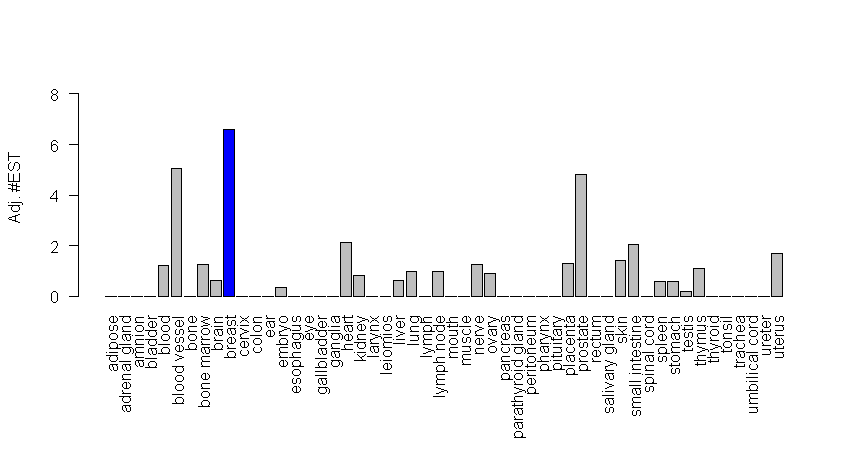 8
6
4
2
0
Adj. #EST
adipose
adrenal gland
amnion
bladder
blood
blood vessel
bone
bone marrow
brain
breast
cervix
colon
ear
embryo
esophagus
eye
gallbladder
ganglia
heart
kidney
larynx
leiomios
liver
lung
lymph
lymph node
mouth
muscle
nerve
ovary
pancreas
parathyroid gland
peritoneum
pharynx
pituitary
placenta
prostate
rectum
salivary gland
skin
small intestine
spinal cord
spleen
stomach
testis
thymus
thyroid
tonsil
trachea
umbilical cord
ureter
uterus